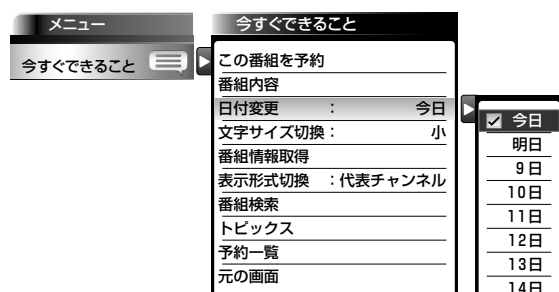 メニュー
今すぐできること
今すぐできること
この番組を予約
番組内容
日付変更 : 今日
文字サイズ切換 : 小
番組情報取得
表示形式切換 : 代表チャンネル
番組検索
トピックス
予約一覧
元の画面
今日
明日
9日
10日
11日
12日
13日
14日